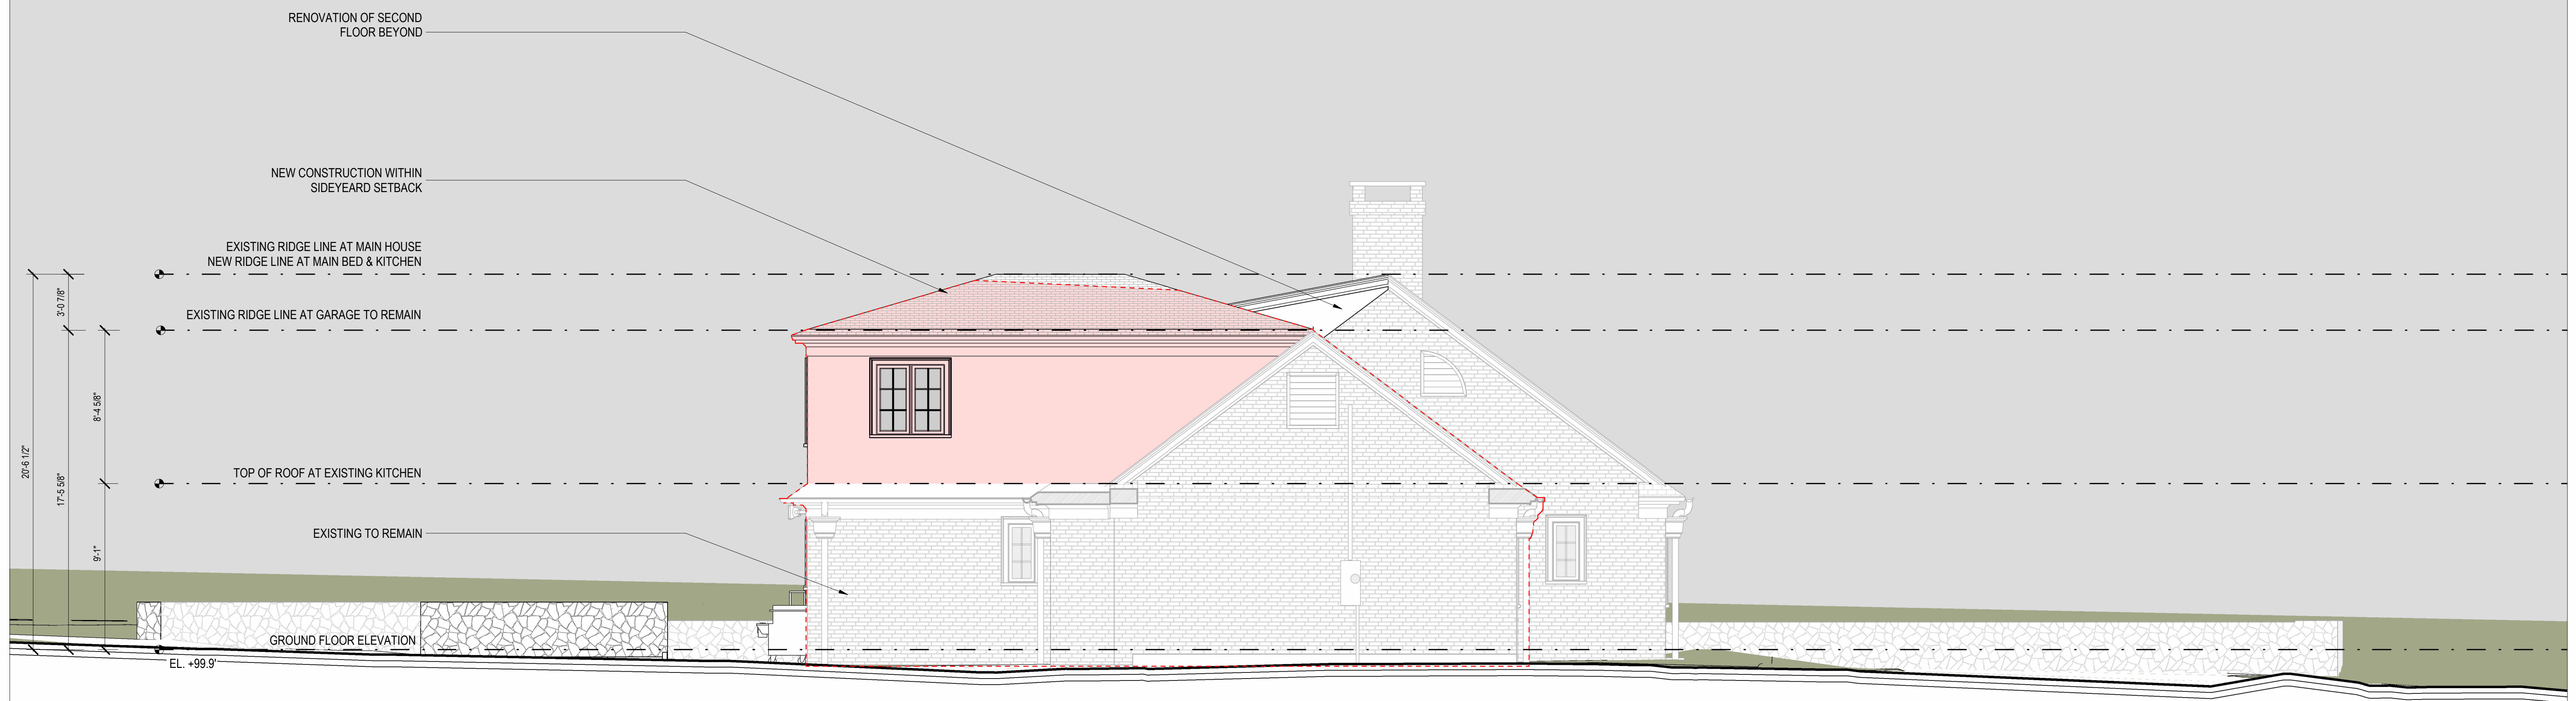 RENOVATION OF SECOND
FLOOR BEYOND
NEW CONSTRUCTION WITHIN
SIDEYEARD SETBACK
EXISTING RIDGE LINE AT MAIN HOUSE
NEW RIDGE LINE AT MAIN BED & KITCHEN
3'-0 7/8"
EXISTING RIDGE LINE AT GARAGE TO REMAIN
8'-4 5/8"
20'-6 1/2"
17'-5 5/8"
TOP OF ROOF AT EXISTING KITCHEN
EXISTING TO REMAIN
9'-1"
GROUND FLOOR ELEVATION
EL. +99.9'